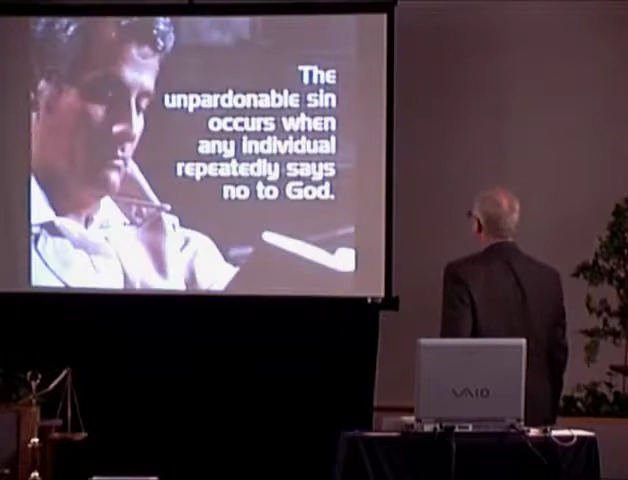 The
unpardonable sin
occurs when
any individual
repeatedly says
no to God.
VAIO